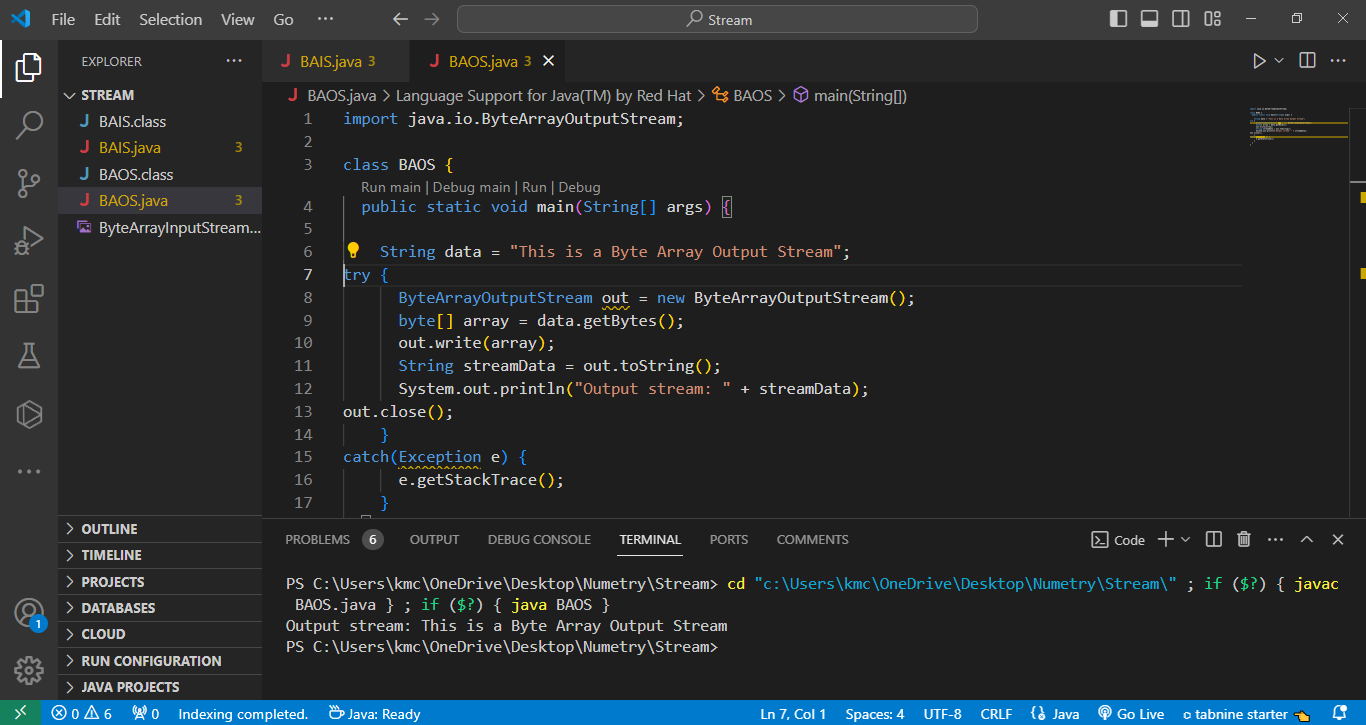 File Edit Selection View Go ···
Stream
EXPLORER ···
STREAM
J BAIS.class
J BAIS.java 3
J BAOS.class
J BAOS.java 3
ByteArrayInputStream...
OUTLINE
TIMELINE
PROJECTS
DATABASES
CLOUD
RUN CONFIGURATION
JAVA PROJECTS
1
J BAIS.java 3 J BAOS.java 3
J BAOS.java > Language Support for Java(TM) by Red Hat > BAOS > main(String[])
1 import java.io.ByteArrayOutputStream;
2
3 class BAOS {
Run main | Debug main | Run | Debug
4 public static void main(String[] args) {
5
6 String data = "This is a Byte Array Output Stream";
7 try {
8 ByteArrayOutputStream out = new ByteArrayOutputStream();
9 byte[] array = data.getBytes();
10 out.write(array);
11 String streamData = out.toString();
12 System.out.println("Output stream: " + streamData);
13 out.close();
14 }
15 catch(Exception e) {
16 e.getStackTrace();
17 }
PROBLEMS 6 OUTPUT DEBUG CONSOLE TERMINAL PORTS COMMENTS Code
PS C:\Users\kmc\OneDrive\Desktop\Numetry\Stream> cd "c:\Users\kmc\OneDrive\Desktop\Numetry\Stream\" ; if ($?) { javac
BAOS.java } ; if ($?) { java BAOS }
Output stream: This is a Byte Array Output Stream
PS C:\Users\kmc\OneDrive\Desktop\Numetry\Stream>
0 6 0 Indexing completed. Java: Ready Ln 7, Col 1 Spaces: 4 UTF-8 CRLF {} Java Go Live o tabnine starter